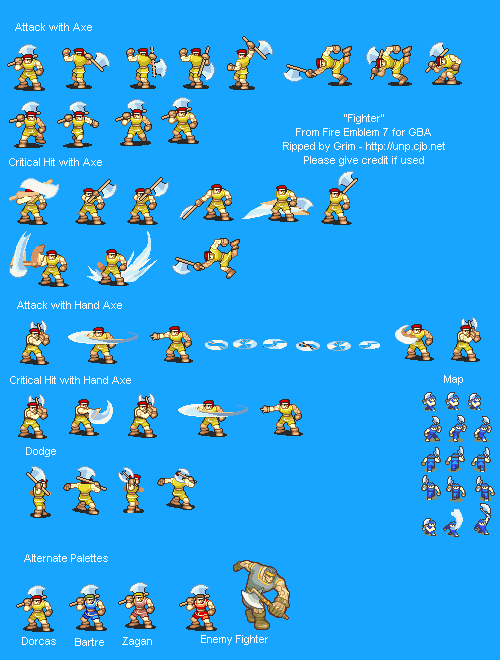 Attack with Axe
"Fighter"
From Fire Emblem 7 for GBA
Ripped by Grim - http://unp.cjb.net
Please give credit if used
Critical Hit with Axe
Attack with Hand Axe
Critical Hit with Hand Axe
Map
Dodge
Alternate Palettes
Dorcas
Bartre
Zagan
Enemy Fighter